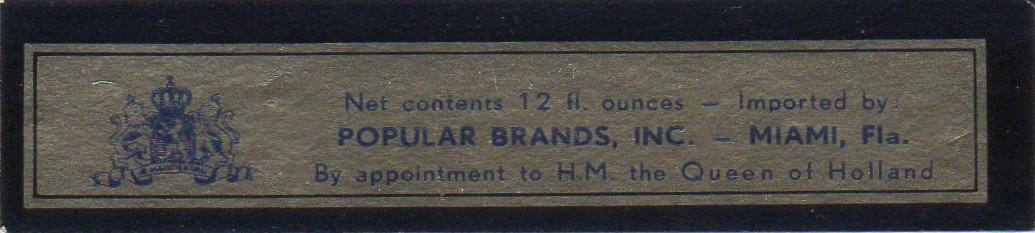 Net contents 12 fl. ounces – Imported by:
POPULAR BRANDS, INC. – MIAMI, Fla.
By appointment to H.M. the Queen of Holland